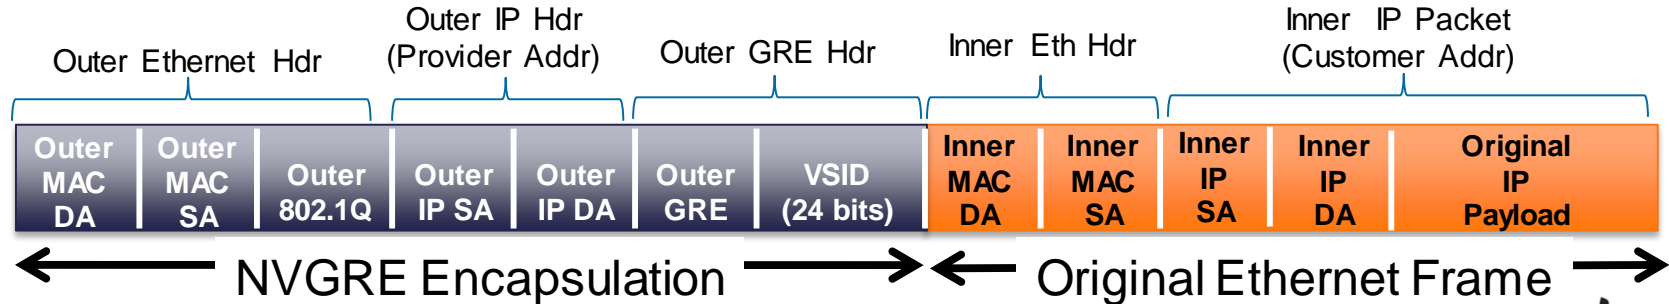 Outer Ethernet Hdr
Outer IP Hdr
(Provider Addr)
Outer GRE Hdr
Inner Eth Hdr
Inner IP Packet
(Customer Addr)
Outer
MAC
DA
Outer
MAC
SA
Outer
802.1Q
Outer
IP SA
Outer
IP DA
Outer
GRE
VSID
(24 bits)
Inner
MAC
DA
Inner
MAC
SA
Inner
IP
SA
Inner
IP
DA
Original
IP
Payload
NVGRE Encapsulation
Original Ethernet Frame